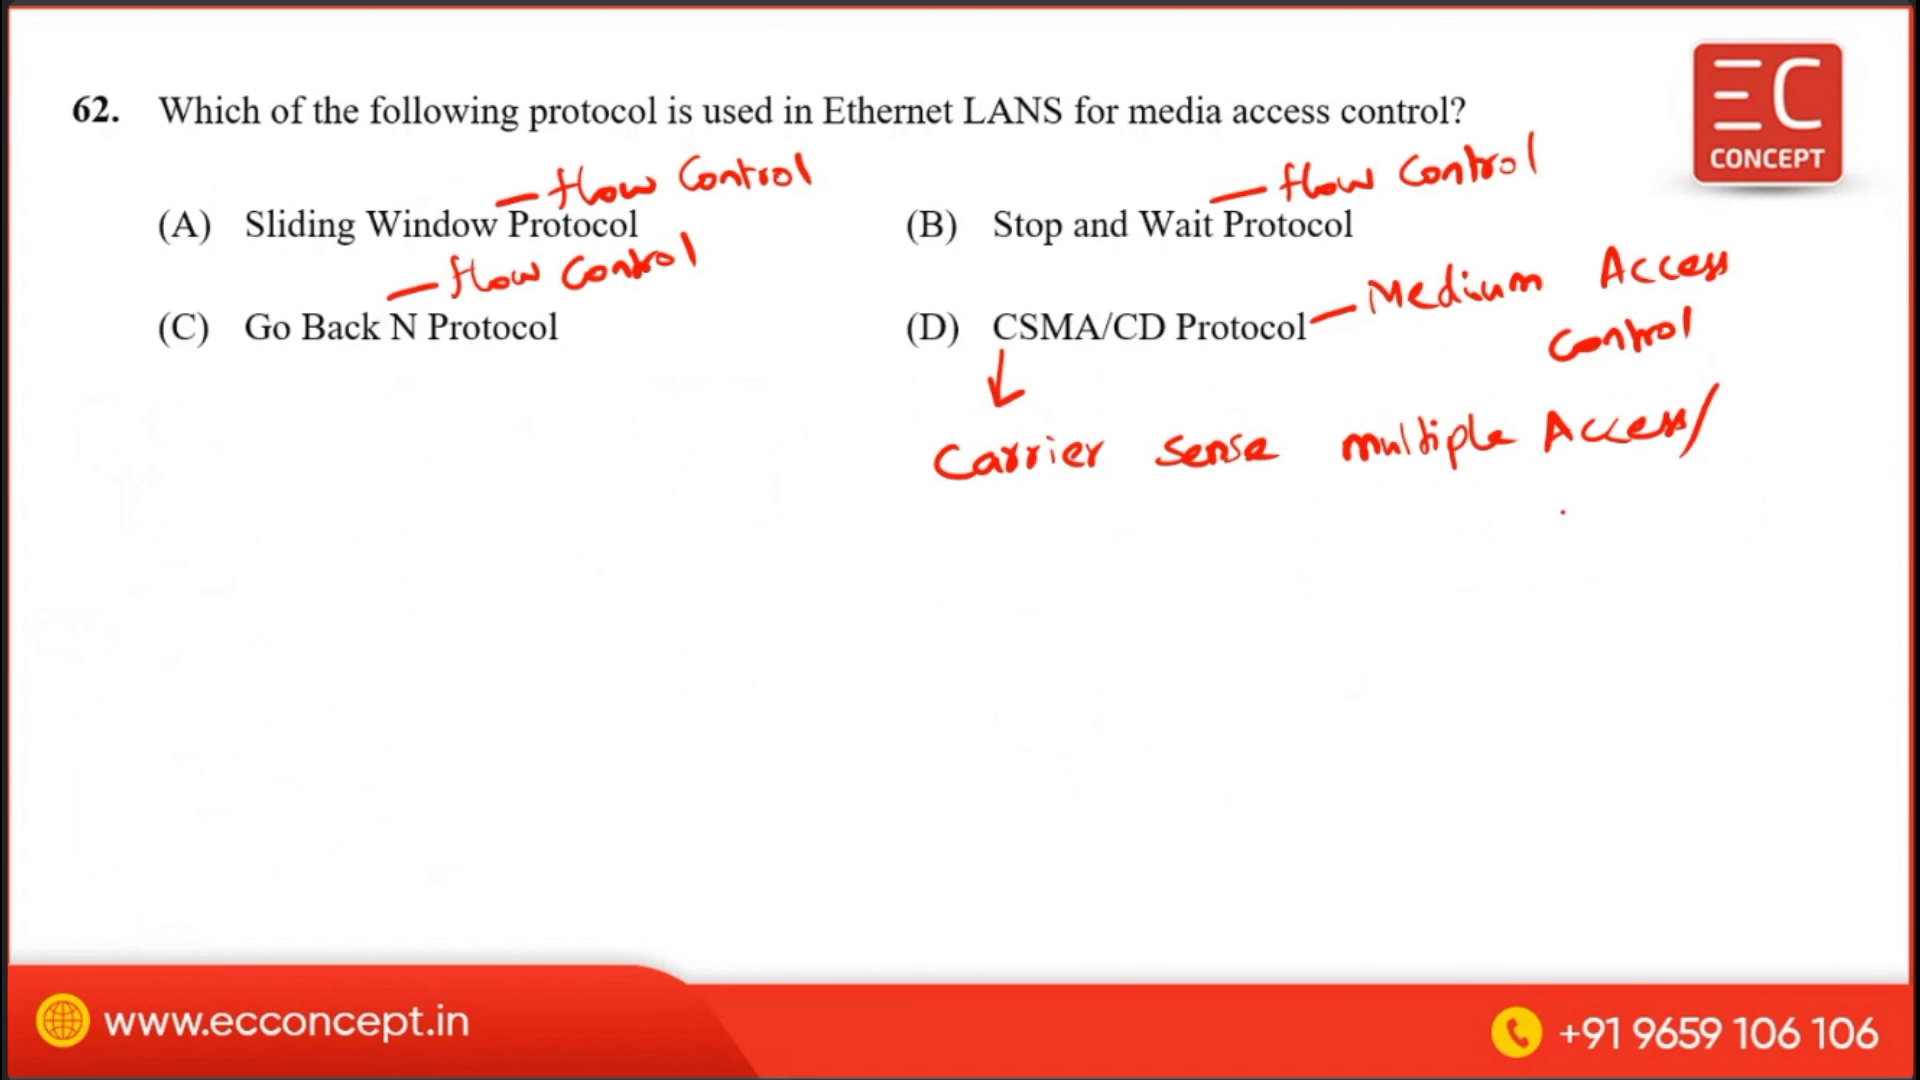 EC
CONCEPT
62. Which of the following protocol is used in Ethernet LANS for media access control?
– flow Control
– flow Control
(A) Sliding Window Protocol
(B) Stop and Wait Protocol
– flow Control
– Medium Access
Control
(C) Go Back N Protocol
(D) CSMA/CD Protocol
Carrier sense multiple Access/
www.ecconcept.in
+91 9659 106 106